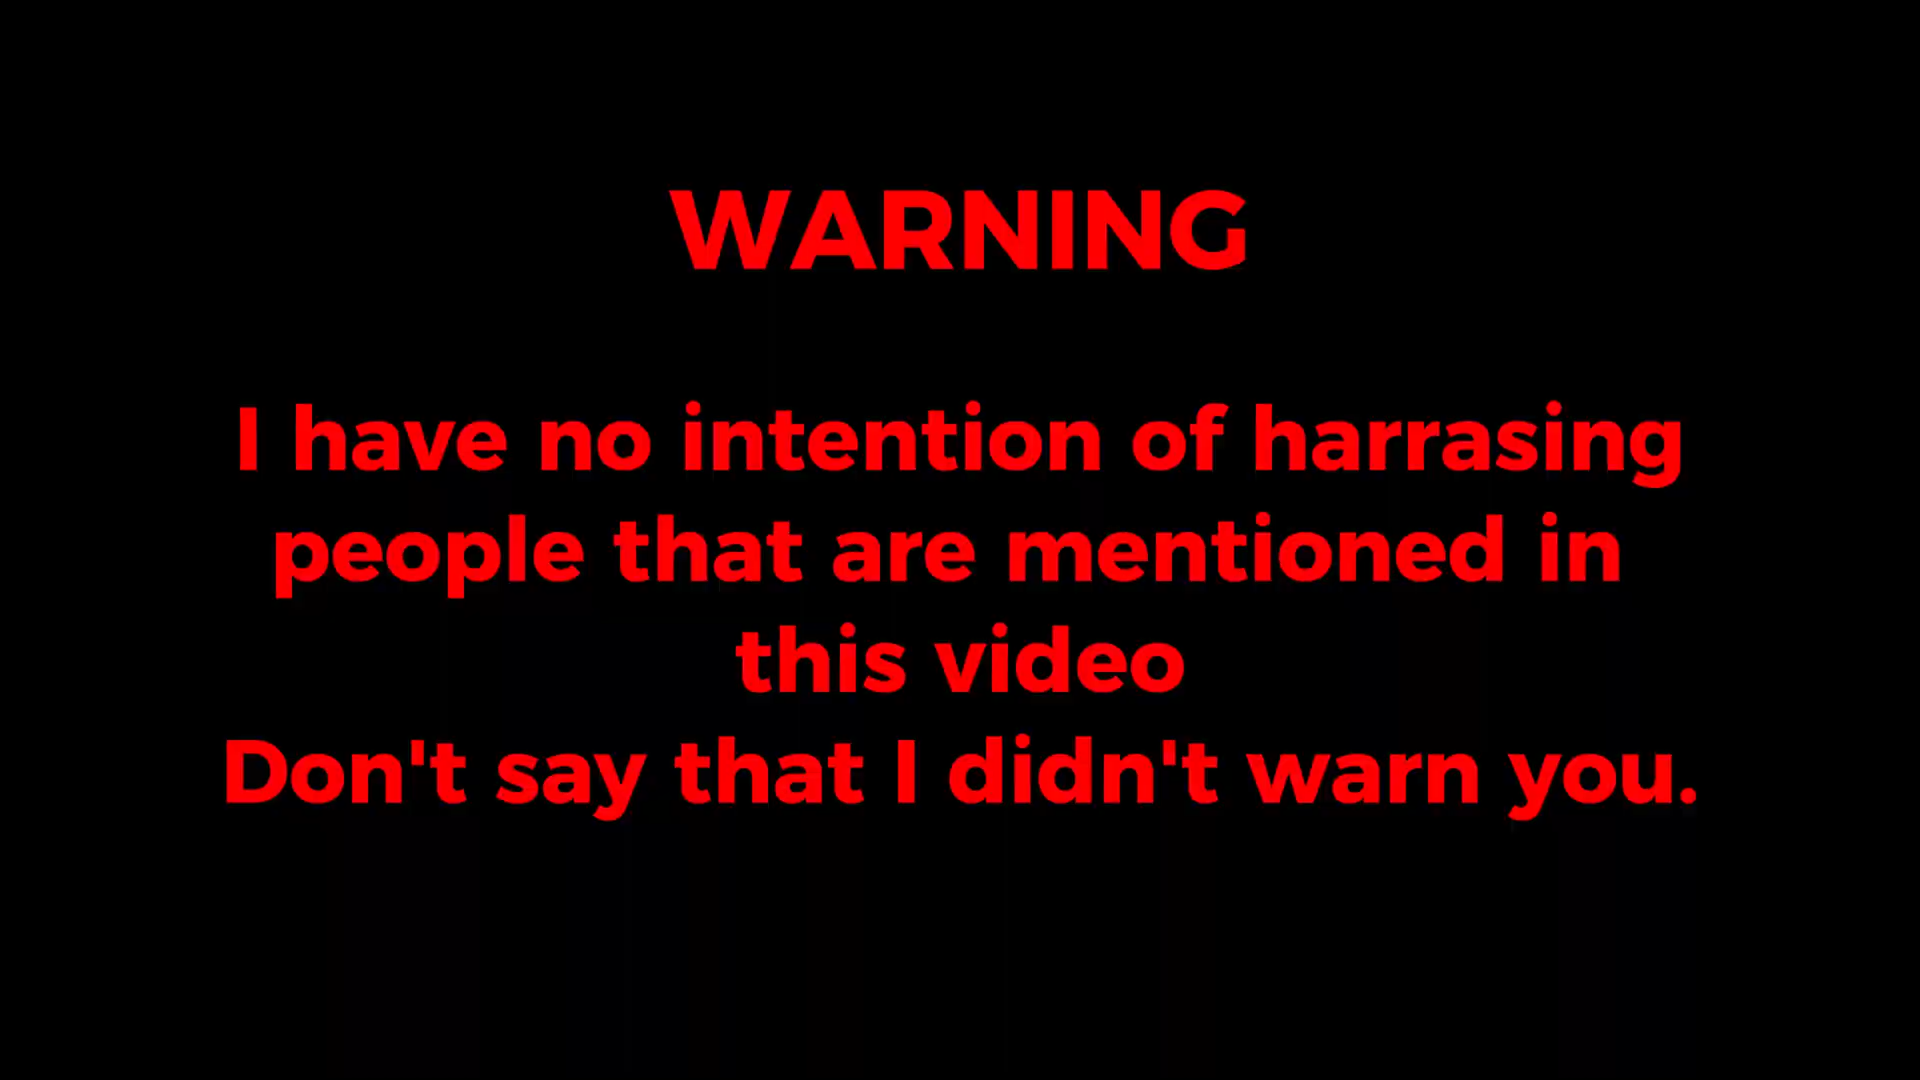 WARNING
I have no intention of harrasing
people that are mentioned in
this video
Don't say that I didn't warn you.